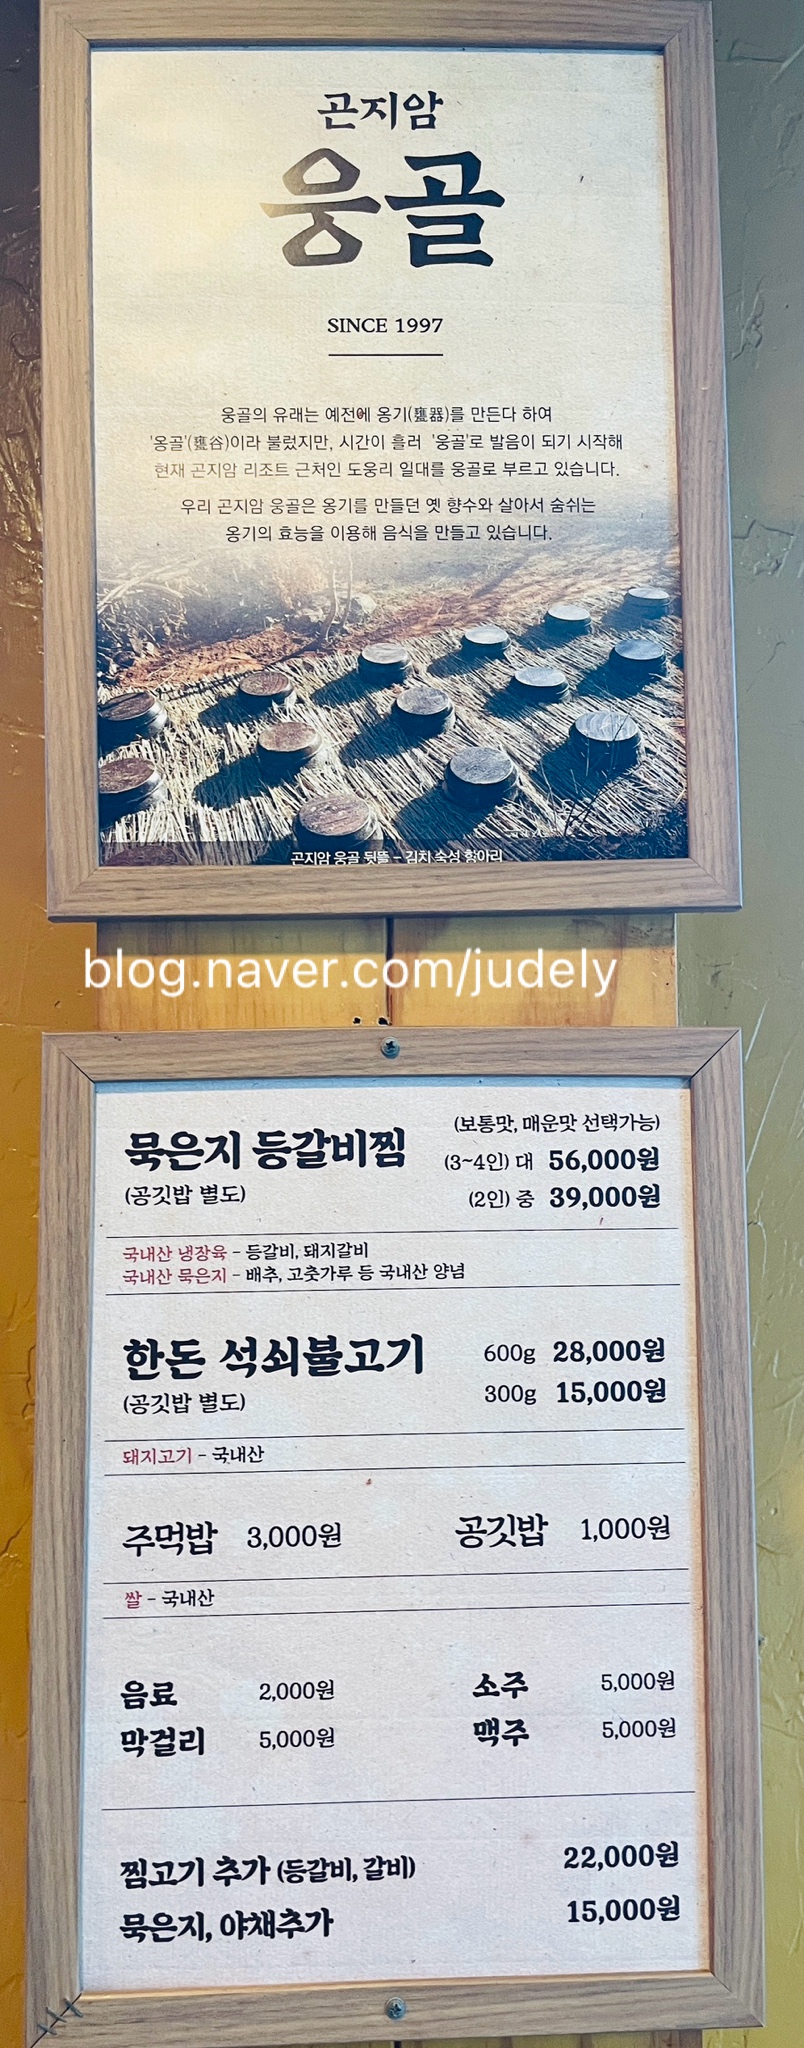 곤지암
웅골
SINCE 1997
웅골의 유래는 예전에 옹기(甕器)를 만든다 하여
'옹골'(甕谷)이라 불렀지만, 시간이 흘러 '웅골'로 발음이 되기 시작해
현재 곤지암 리조트 근처인 도웅리 일대를 웅골로 부르고 있습니다.
우리 곤지암 웅골은 옹기를 만들던 옛 향수와 살아서 숨쉬는
옹기의 효능을 이용해 음식을 만들고 있습니다.
곤지암 웅골 뒷뜰 - 김치 숙성 항아리
blog.naver.com/judely
묵은지 등갈비찜 (보통맛, 매운맛 선택가능)
(3~4인) 대 56,000원
(공깃밥 별도) (2인) 중 39,000원
국내산 냉장육 - 등갈비, 돼지갈비
국내산 묵은지 - 배추, 고춧가루 등 국내산 양념
한돈 석쇠불고기 600g 28,000원
(공깃밥 별도) 300g 15,000원
돼지고기 - 국내산
주먹밥 3,000원 공깃밥 1,000원
쌀 - 국내산
음료 2,000원 소주 5,000원
막걸리 5,000원 맥주 5,000원
찜고기 추가 (등갈비, 갈비) 22,000원
묵은지, 야채추가 15,000원